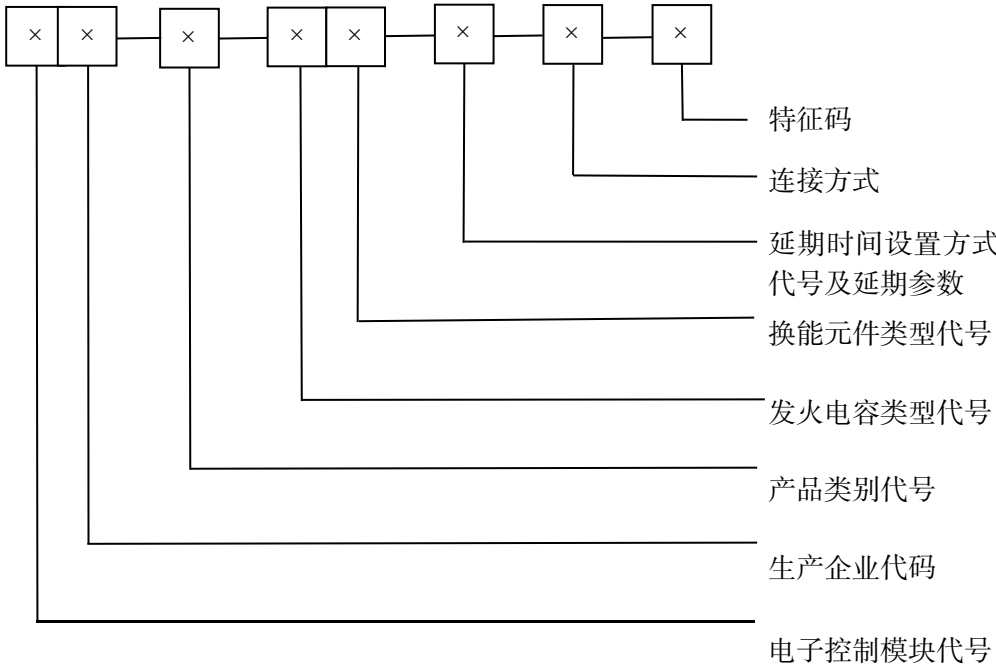 × × × × × × × ×
特征码
连接方式
延期时间设置方式
代号及延期参数
换能元件类型代号
发火电容类型代号
产品类别代号
生产企业代码
电子控制模块代号